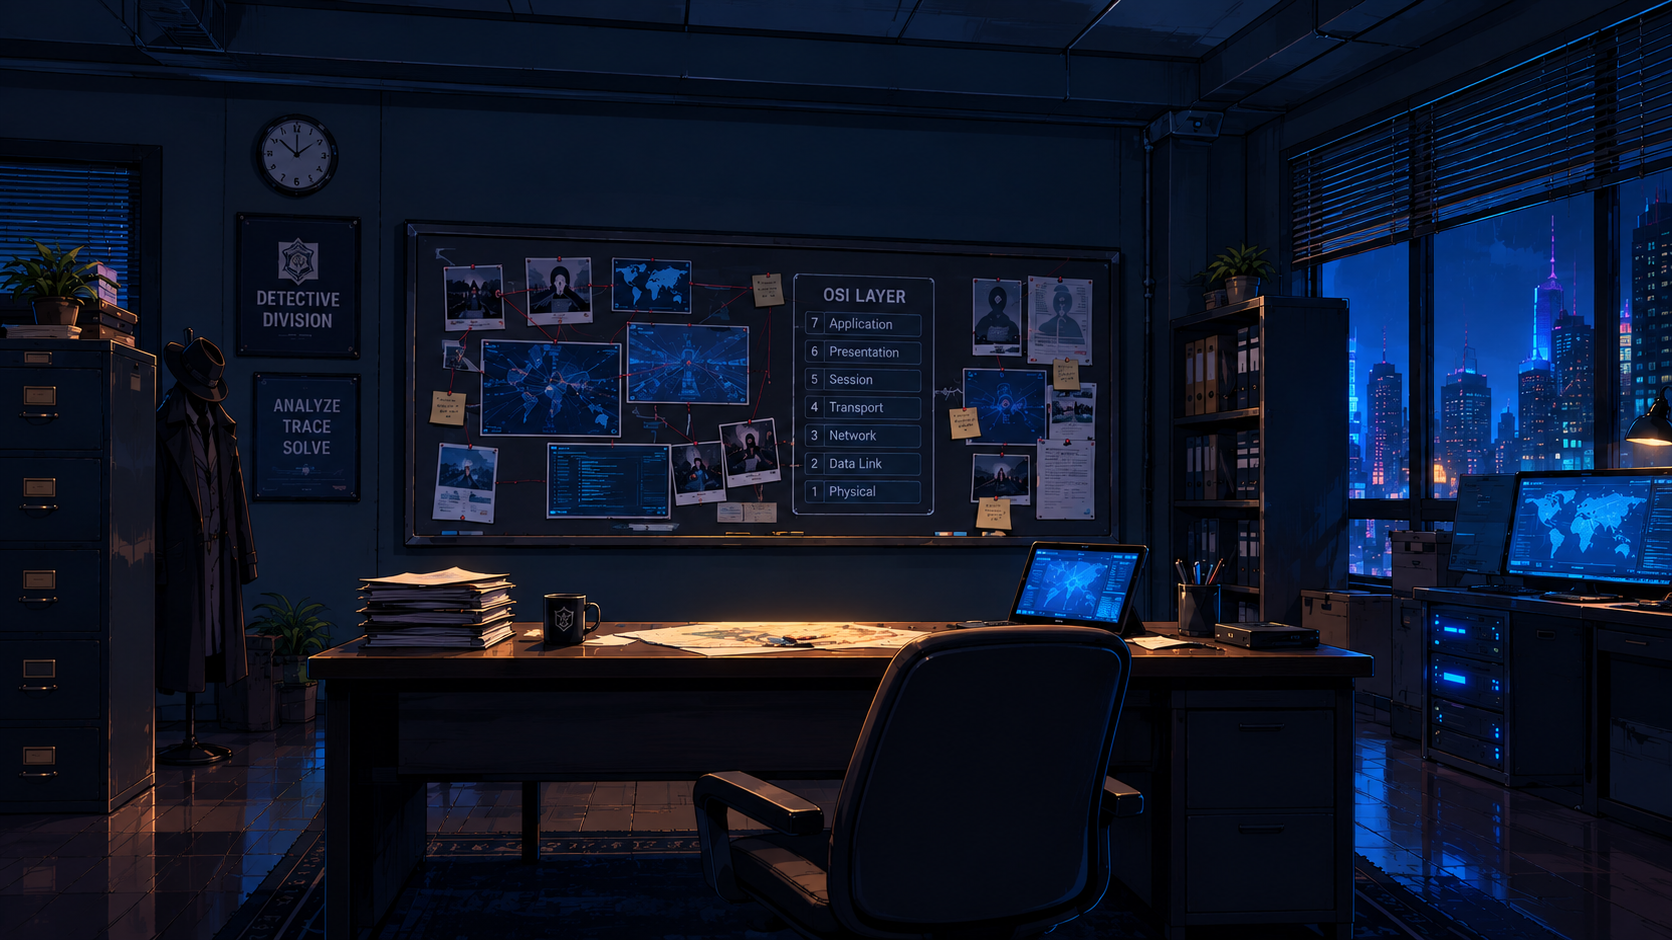 DETECTIVE
DIVISION
ANALYZE
TRACE
SOLVE
OSI LAYER
7 Application
6 Presentation
5 Session
4 Transport
3 Network
2 Data Link
1 Physical